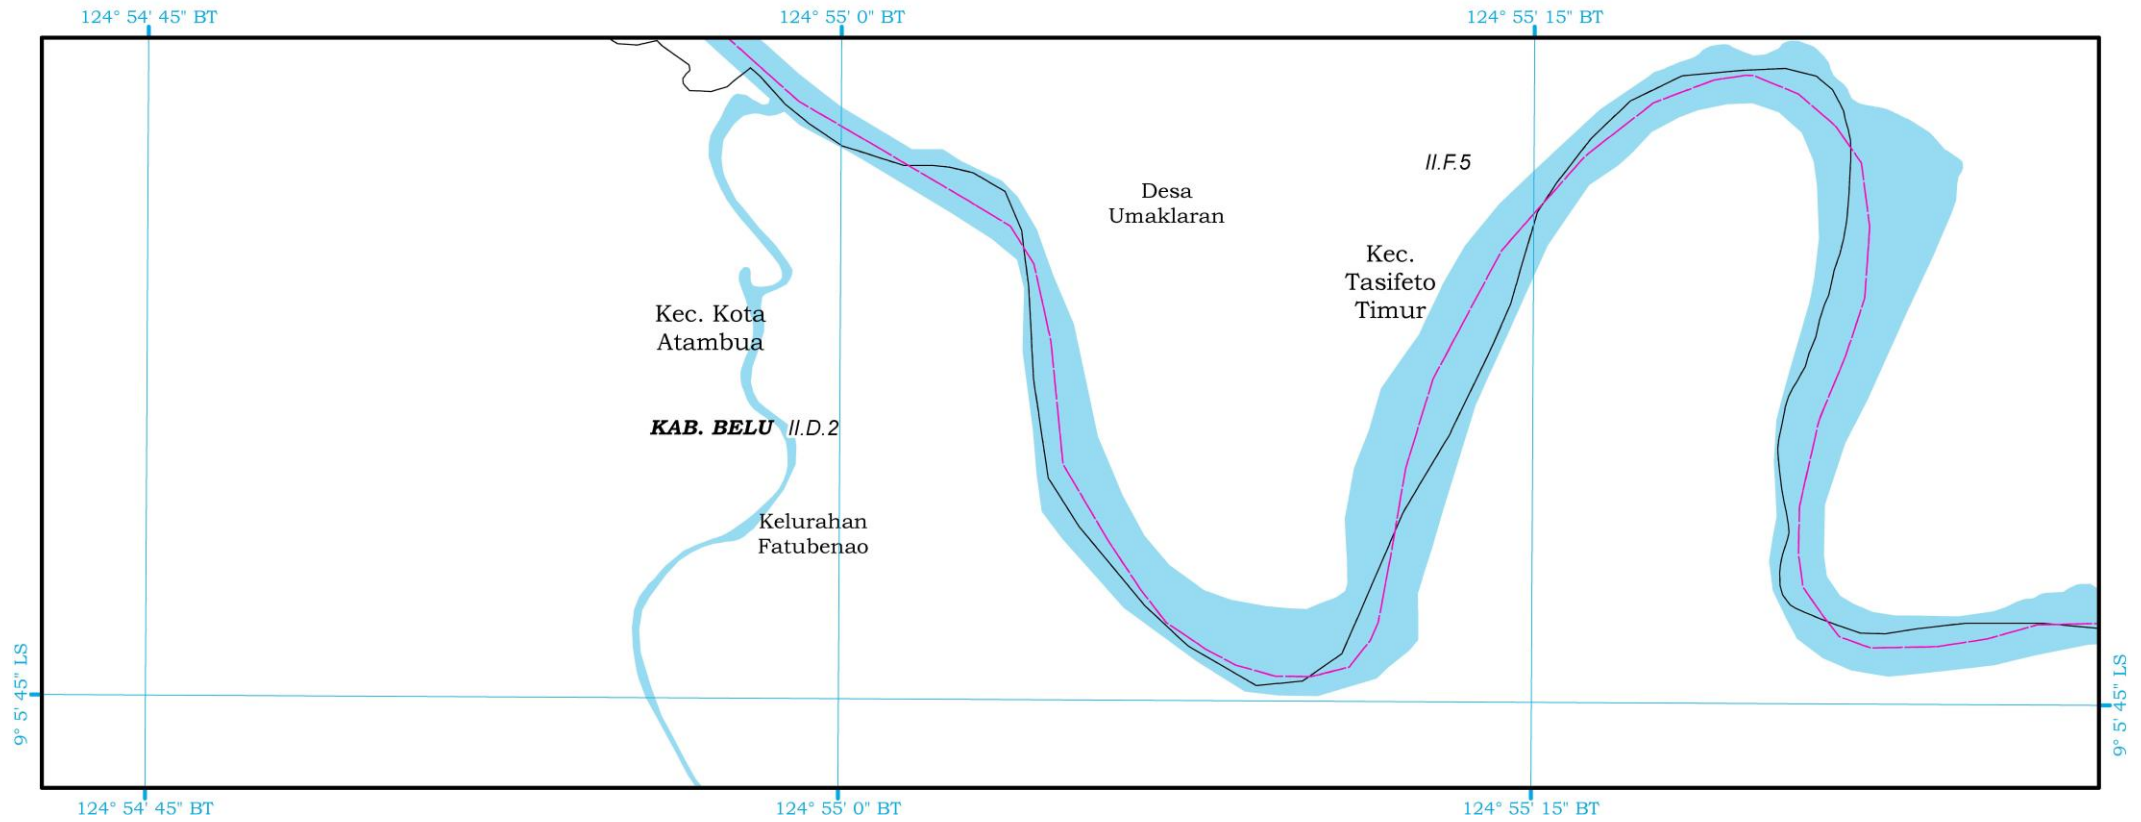 124° 54' 45" BT
124° 55' 0" BT
124° 55' 15" BT
II.F.5
Desa
Umaklaran
Kec.
Tasifeto
Timur
Kec. Kota
Atambua
KAB. BELU II.D.2
Kelurahan
Fatubenao
9° 5' 45" LS
9° 5' 45" LS
124° 54' 45" BT
124° 55' 0" BT
124° 55' 15" BT